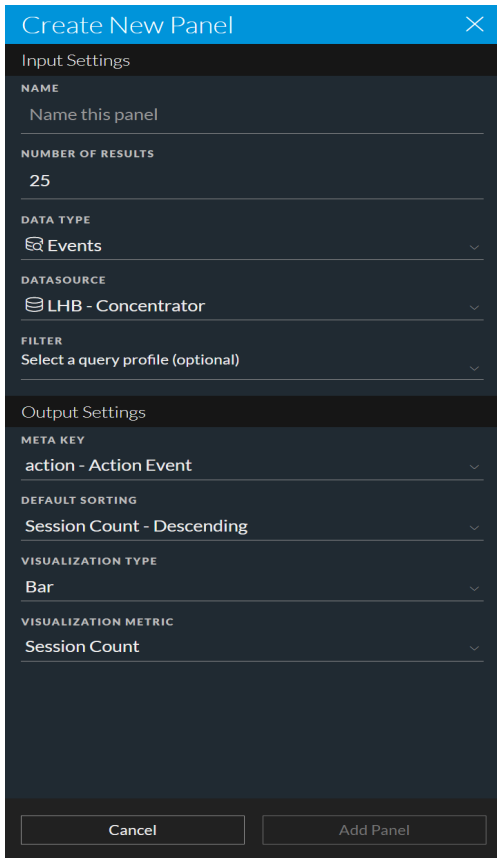 Create New Panel
Input Settings
NAME
Name this panel
NUMBER OF RESULTS
25
DATA TYPE
Events
DATASOURCE
LHB - Concentrator
FILTER
Select a query profile (optional)
Output Settings
META KEY
action - Action Event
DEFAULT SORTING
Session Count - Descending
VISUALIZATION TYPE
Bar
VISUALIZATION METRIC
Session Count
Cancel Add Panel